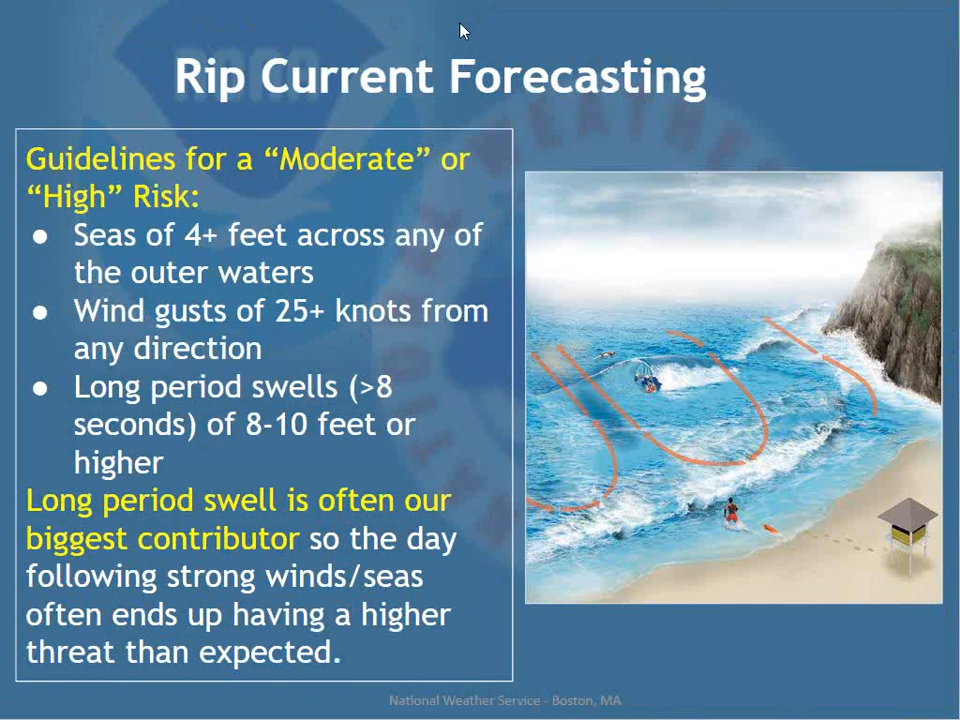 Rip Current Forecasting
Guidelines for a “Moderate” or
“High” Risk:
● Seas of 4+ feet across any of
the outer waters
● Wind gusts of 25+ knots from
any direction
● Long period swells (>8
seconds) of 8-10 feet or
higher
Long period swell is often our
biggest contributor so the day
following strong winds/seas
often ends up having a higher
threat than expected.
National Weather Service - Boston, MA